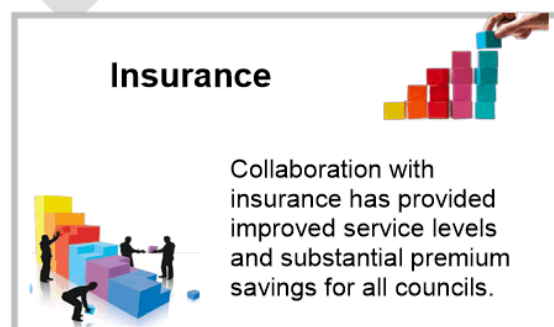 Insurance
Collaboration with
insurance has provided
improved service levels
and substantial premium
savings for all councils.